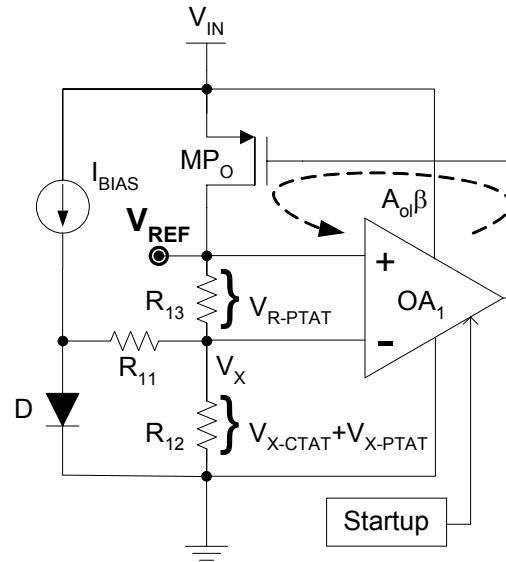 V_IN
MP_O
I_BIAS
A_olβ
V_REF
+
OA_1
R_13
} V_R-PTAT
-
R_11
V_X
D
R_12
} V_X-CTAT+V_X-PTAT
Startup